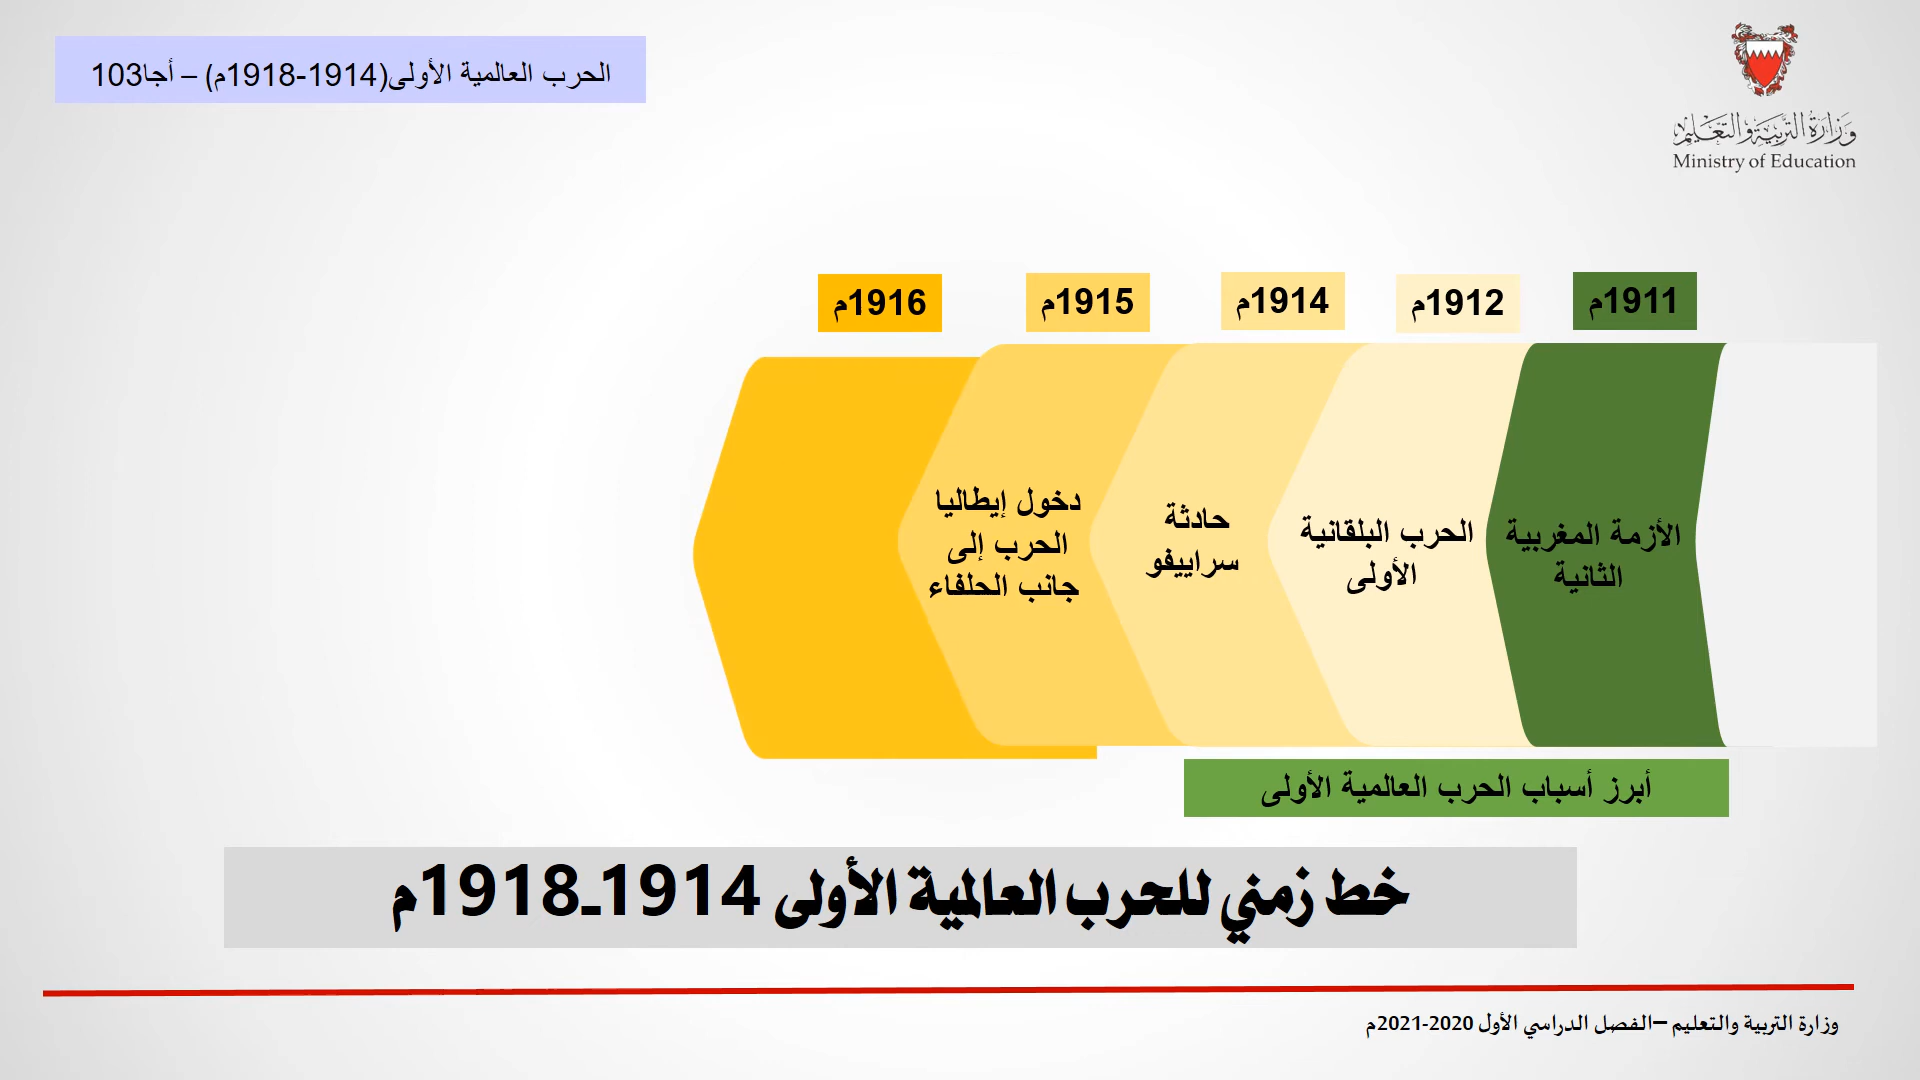 الحرب العالمية الأولى(1914-1918م) – أجا103
وزارة التربية والتعليم
Ministry of Education
1911م
1912م
1914م
1915م
1916م
الأزمة المغربية
الثانية
الحرب البلقانية
الأولى
حادثة
سراييفو
دخول إيطاليا
الحرب إلى
جانب الحلفاء
أبرز أسباب الحرب العالمية الأولى
خط زمني للحرب العالمية الأولى 1914ـ1918م
وزارة التربية والتعليم –الفصل الدراسي الأول 2020-2021م